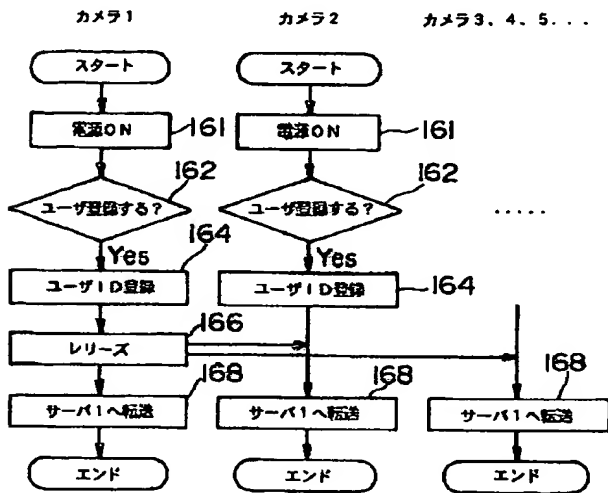 カメラ1 カメラ2 カメラ3、4、5...
スタート スタート
電源ON 161 電源ON 161
162 162
ユーザ登録する? ユーザ登録する? .....
Yes 164 Yes
ユーザID登録 ユーザID登録 164
166
レリーズ
168 168 168
サーバ1へ転送 サーバ1へ転送 サーバ1へ転送
エンド エンド エンド